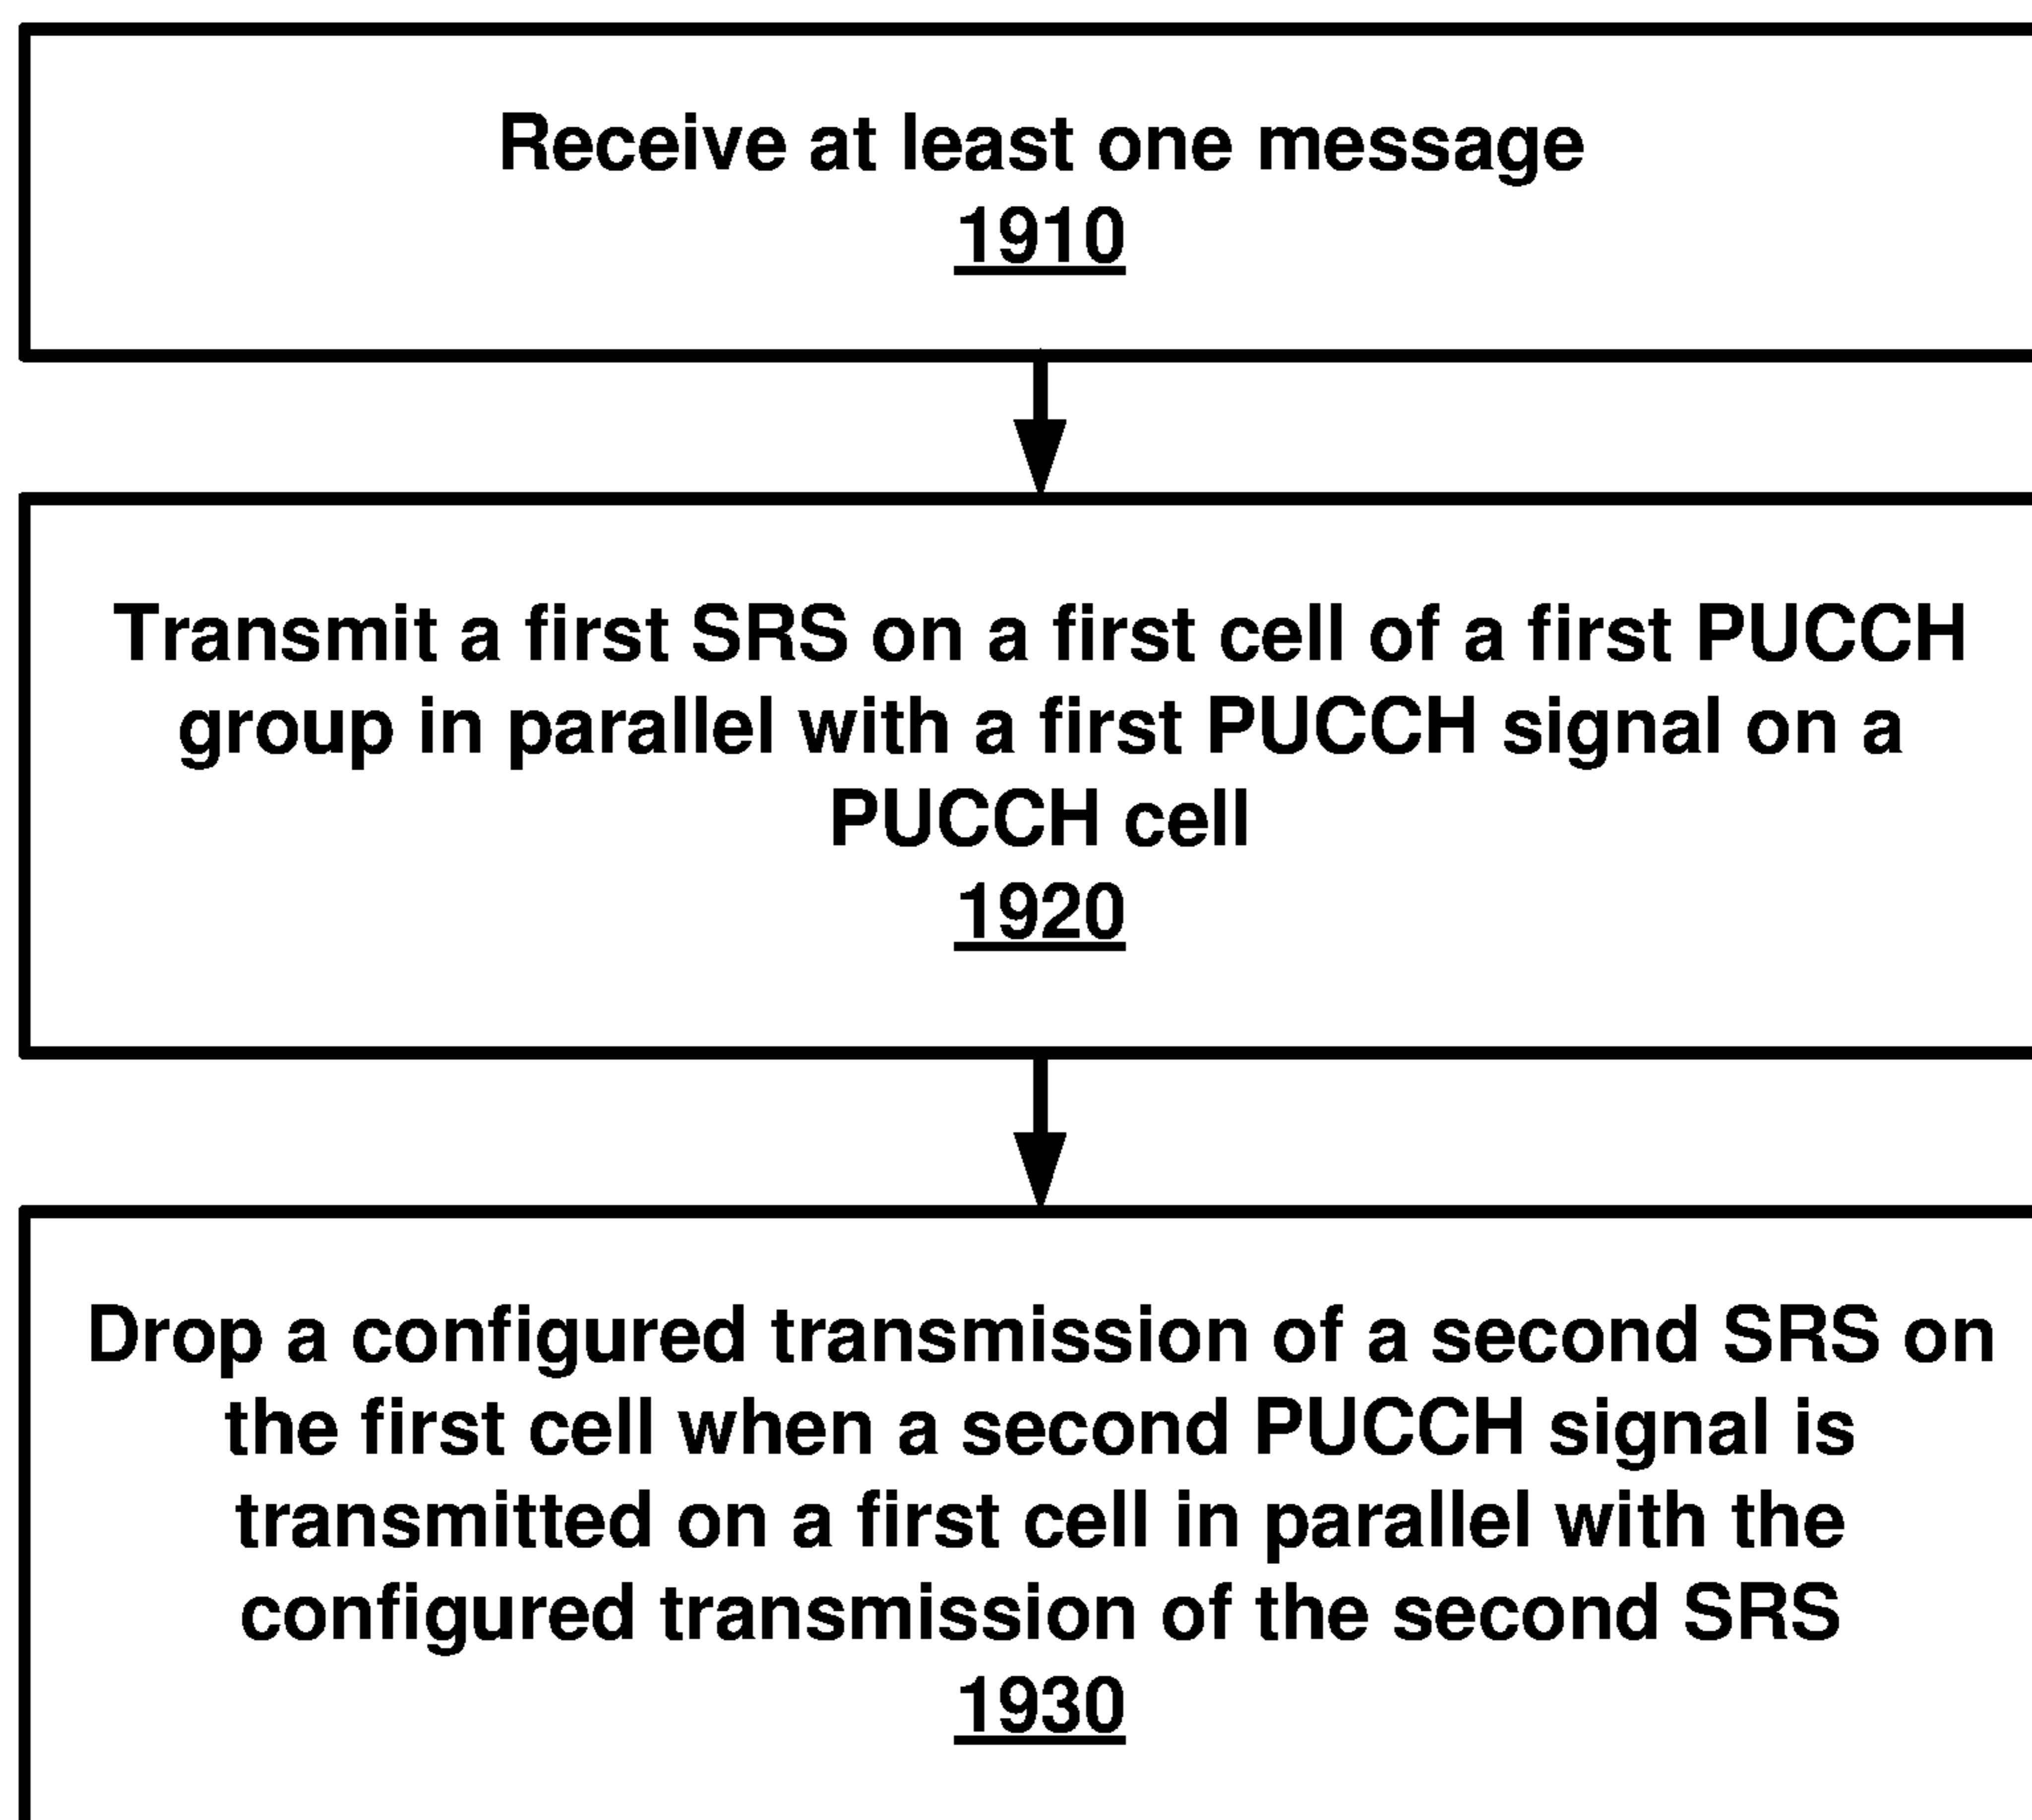 Receive at least one message
1910
Transmit a first SRS on a first cell of a first PUCCH
group in parallel with a first PUCCH signal on a
PUCCH cell
1920
Drop a configured transmission of a second SRS on
the first cell when a second PUCCH signal is
transmitted on a first cell in parallel with the
configured transmission of the second SRS
1930